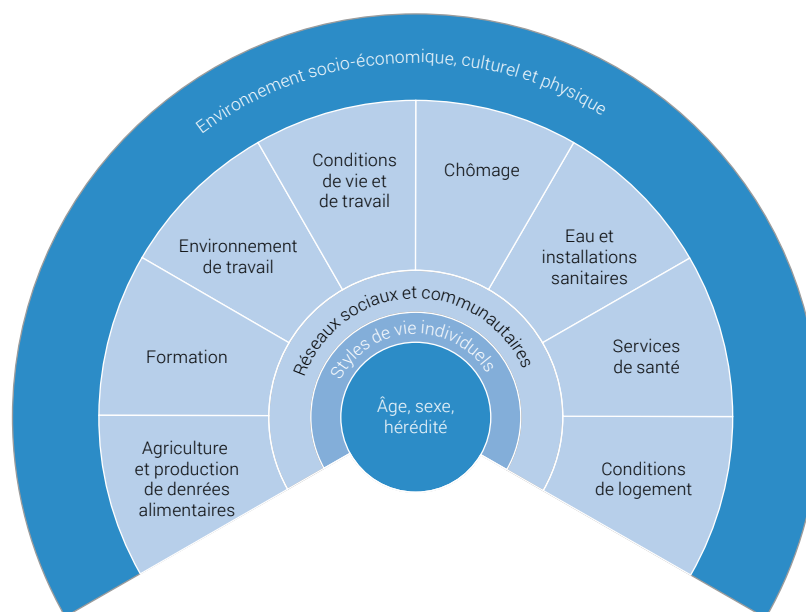 Environnement socio-économique, culturel et physique
Conditions
de vie et
de travail
Chômage
Environnement
de travail
Eau et
installations
sanitaires
Formation
Services
de santé
Agriculture
et production
de denrées
alimentaires
Conditions
de logement
Réseaux sociaux et communautaires
Styles de vie individuels
Âge, sexe,
hérédité